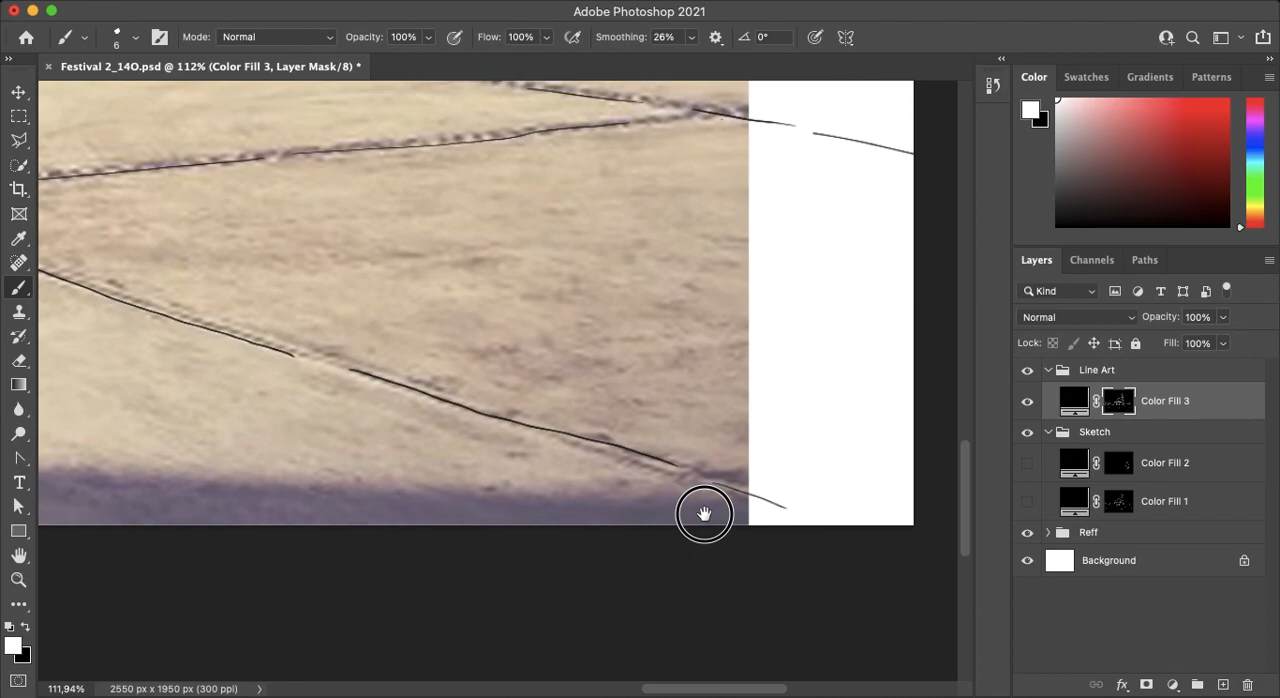 Adobe Photoshop 2021
6
Mode: Normal
Opacity: 100%
Flow: 100%
Smoothing: 26%
0°
Festival 2_14O.psd @ 112% (Color Fill 3, Layer Mask/8) *
Color
Swatches
Gradients
Patterns
Layers
Channels
Paths
Kind
Normal
Opacity: 100%
Lock:
Fill: 100%
Line Art
Color Fill 3
Sketch
Color Fill 2
Color Fill 1
Reff
Background
fx
111,94%
2550 px x 1950 px (300 ppi)